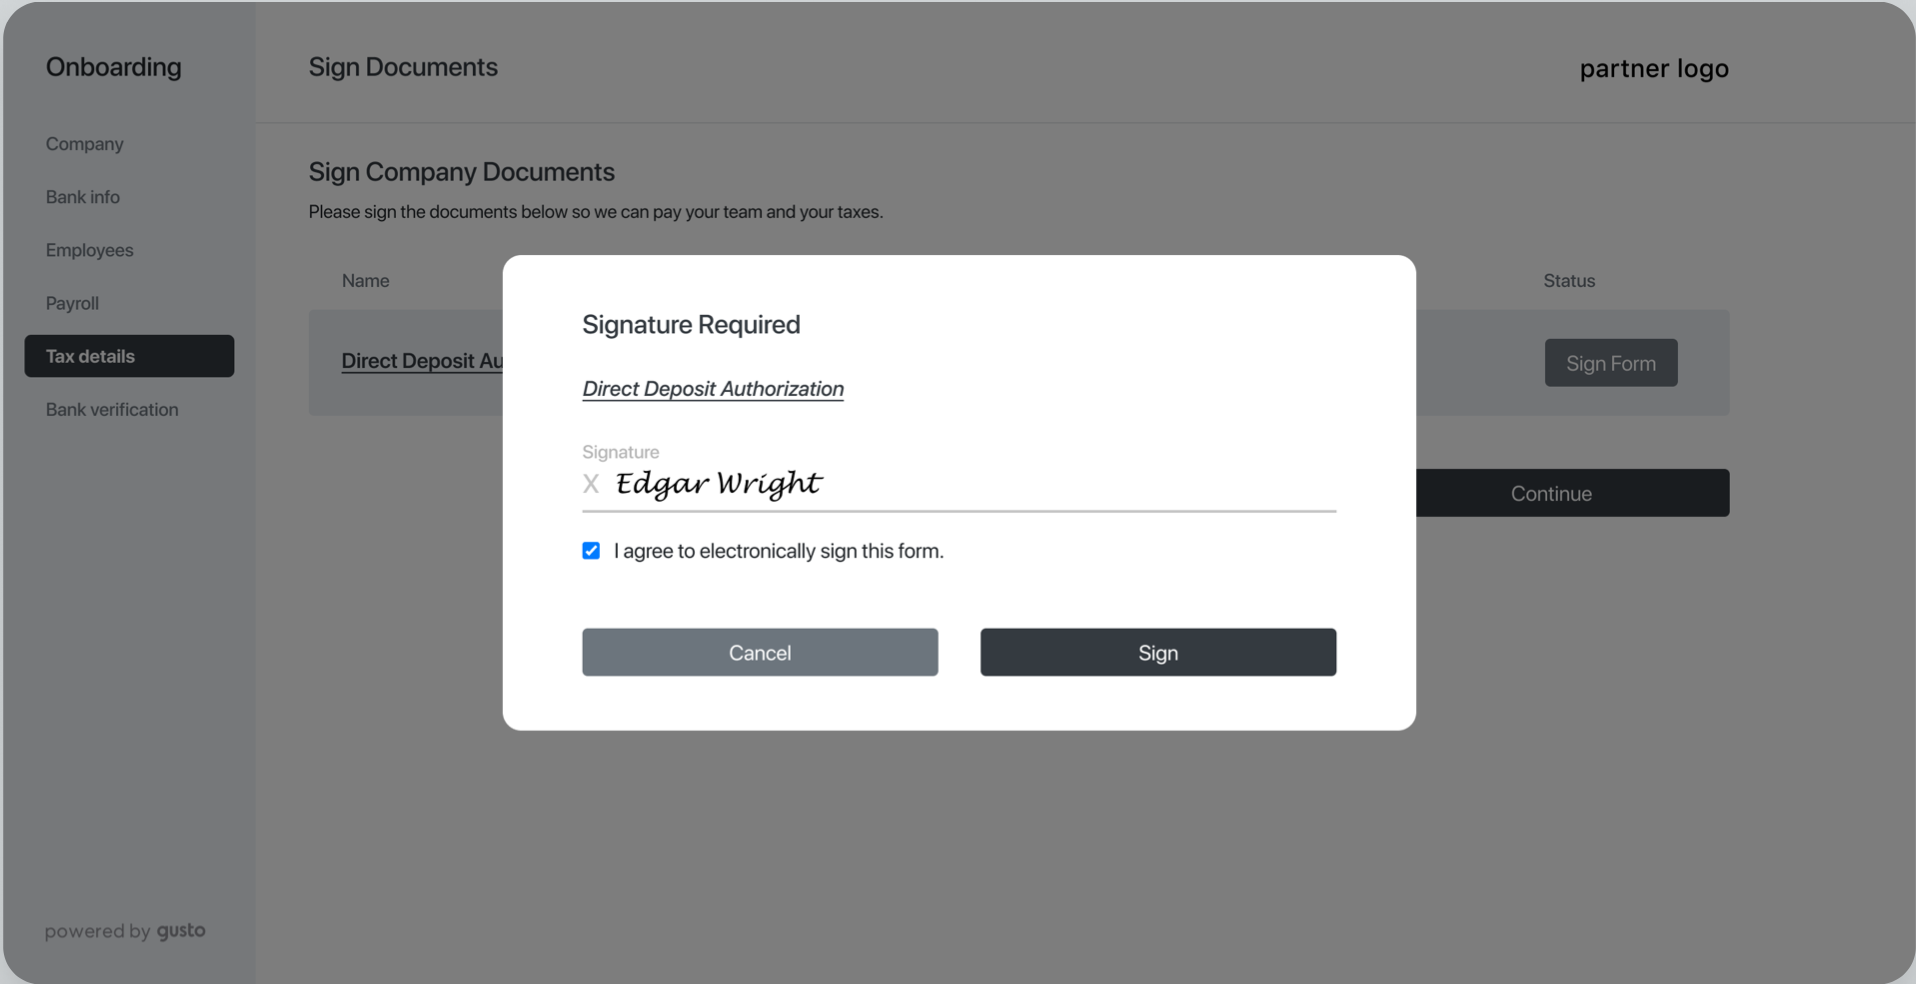 Onboarding
Company
Bank info
Employees
Payroll
Tax details
Bank verification
powered by gusto
Sign Documents
partner logo
Sign Company Documents
Please sign the documents below so we can pay your team and your taxes.
Name
Status
Direct Deposit Au
Sign Form
Continue
Signature Required
Direct Deposit Authorization
Signature
X Edgar Wright
I agree to electronically sign this form.
Cancel
Sign